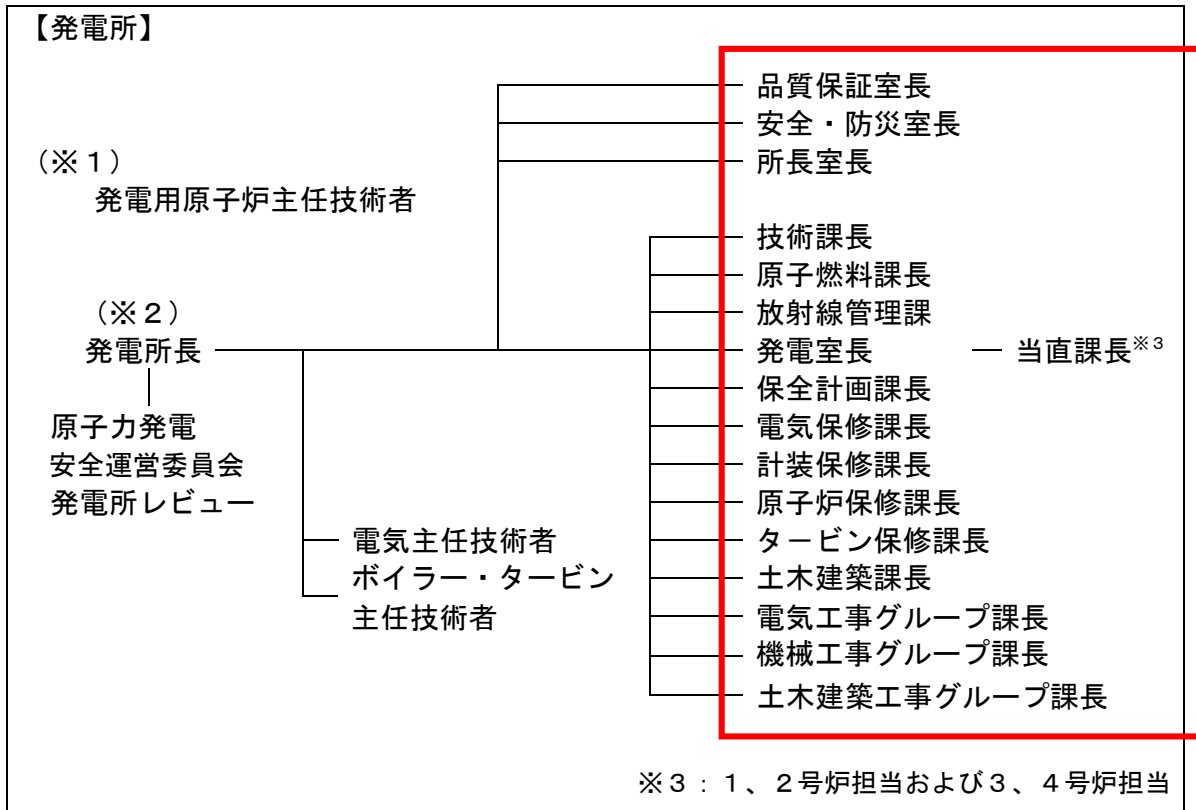 【発電所】
品質保証室長
安全・防災室長
(※1)
所長室長
発電用原子炉主任技術者
技術課長
原子燃料課長
(※2)
放射線管理課
発電所長
発電室長
当直課長※3
保全計画課長
原子力発電
安全運営委員会
発電所レビュー
電気保修課長
計装保修課長
原子炉保修課長
電気主任技術者
ボイラー・タービン
主任技術者
タービン保修課長
土木建築課長
電気工事グループ課長
機械工事グループ課長
土木建築工事グループ課長
※3:1、2号炉担当および3、4号炉担当